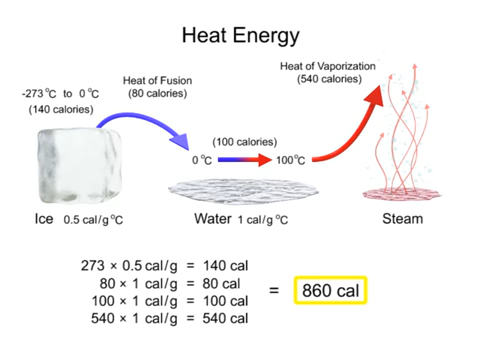 Heat Energy
-273 °C to 0 °C
(140 calories)
Heat of Fusion
(80 calories)
Heat of Vaporization
(540 calories)
(100 calories)
0 °C
100°C
Ice 0.5 cal/g °C
Water 1 cal/g °C
Steam
273 × 0.5 cal/g = 140 cal
80 × 1 cal/g = 80 cal
100 × 1 cal/g = 100 cal
540 × 1 cal/g = 540 cal
= 860 cal